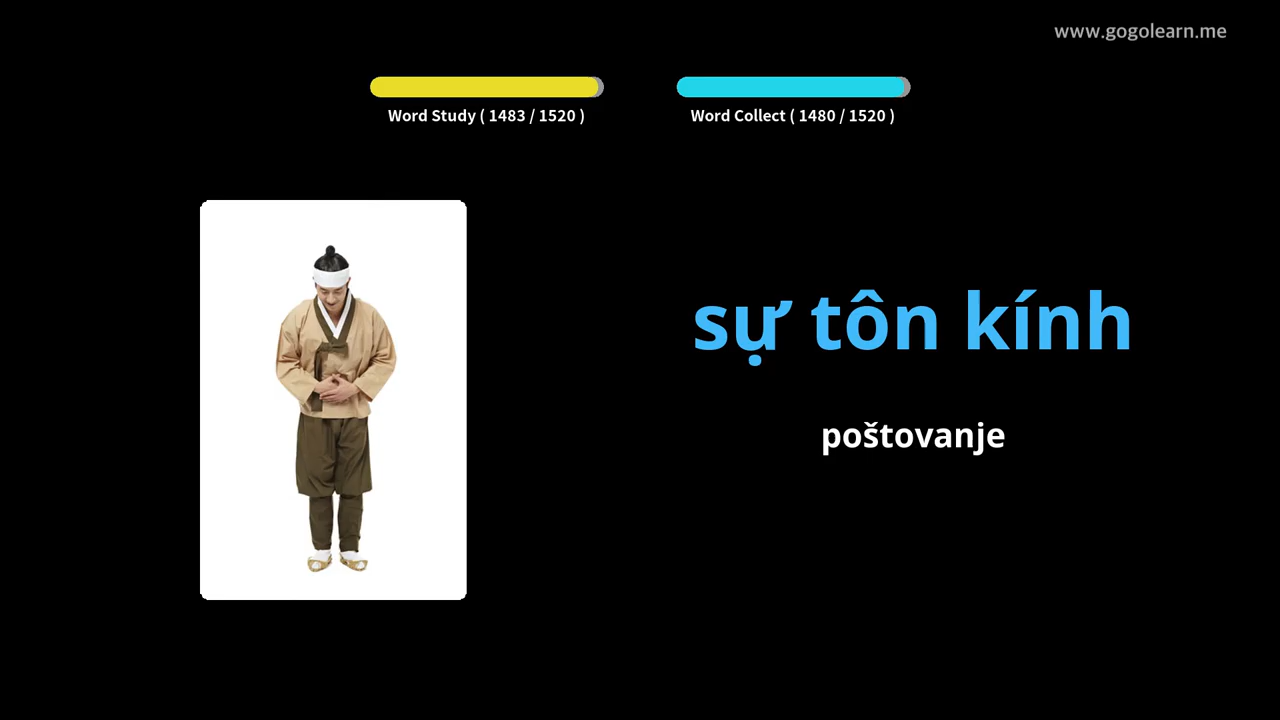 www.gogolearn.me
Word Study ( 1483 / 1520 )
Word Collect ( 1480 / 1520 )
sự tôn kính
poštovanje